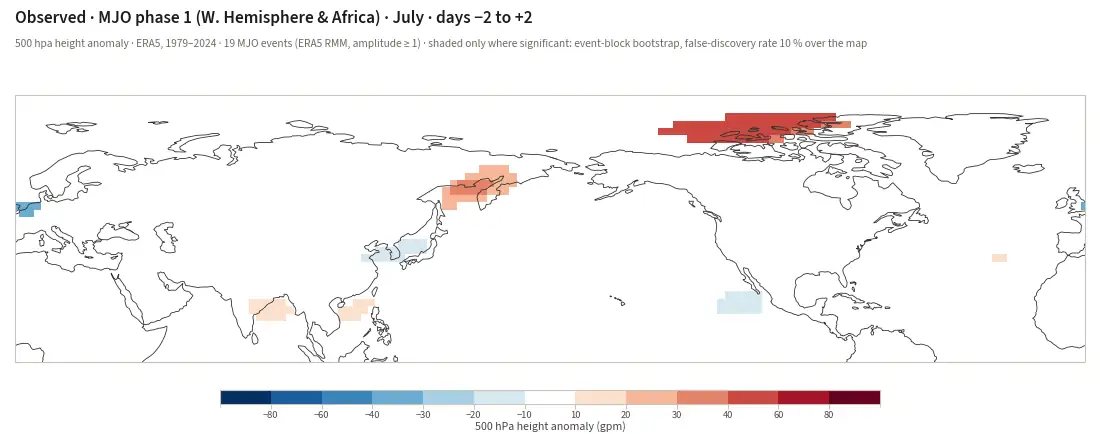 Observed · MJO phase 1 (W. Hemisphere & Africa) · July · days −2 to +2
500 hpa height anomaly · ERA5, 1979–2024 · 19 MJO events (ERA5 RMM, amplitude ≥ 1) · shaded only where significant: event-block bootstrap, false-discovery rate 10 % over the map
−80 −60 −40 −30 −20 −10 10 20 30 40 60 80
500 hPa height anomaly (gpm)